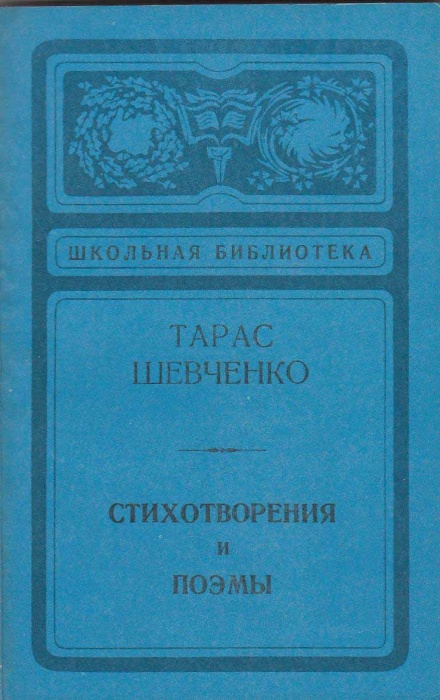 ШКОЛЬНАЯ БИБЛИОТЕКА
ТАРАС
ШЕВЧЕНКО
СТИХОТВОРЕНИЯ
И
ПОЭМЫ